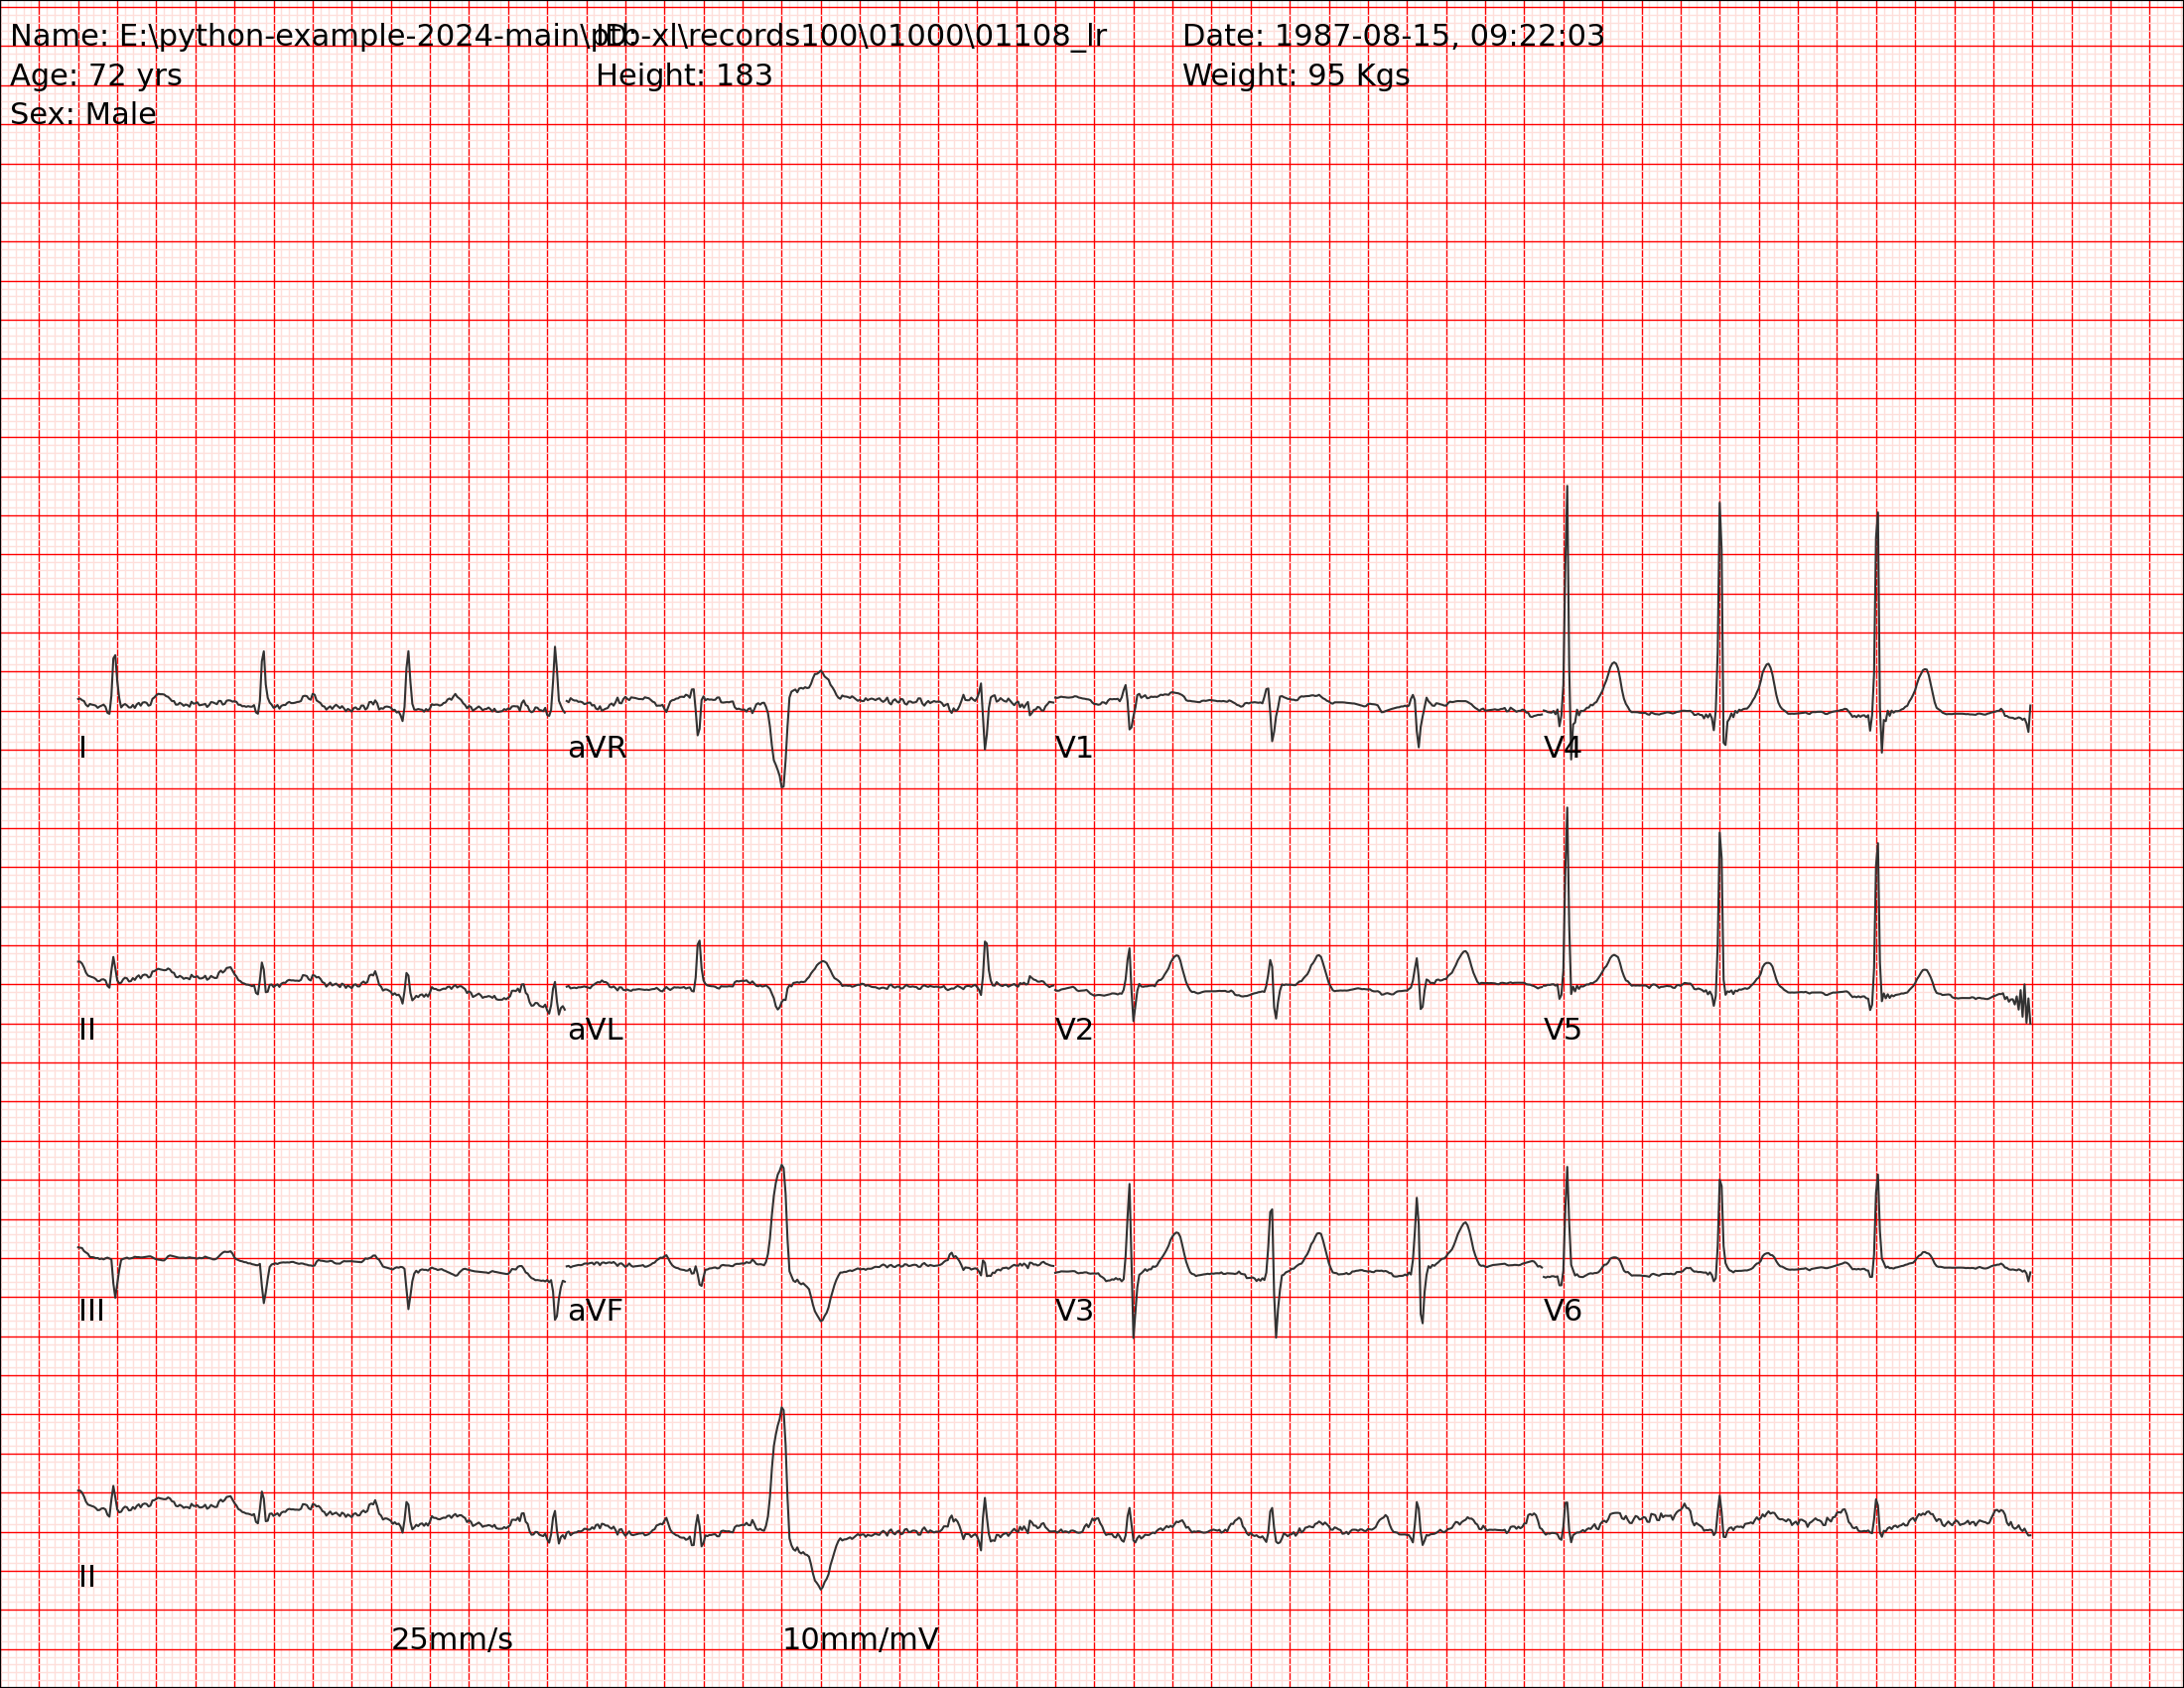 Name: E:\python-example-2024-main\ptb-xl\records100\01000\01108_lr ID: Date: 1987-08-15, 09:22:03
Age: 72 yrs Height: 183 Weight: 95 Kgs
Sex: Male
I aVR V1 V4
II aVL V2 V5
III aVF V3 V6
II
25mm/s 10mm/mV